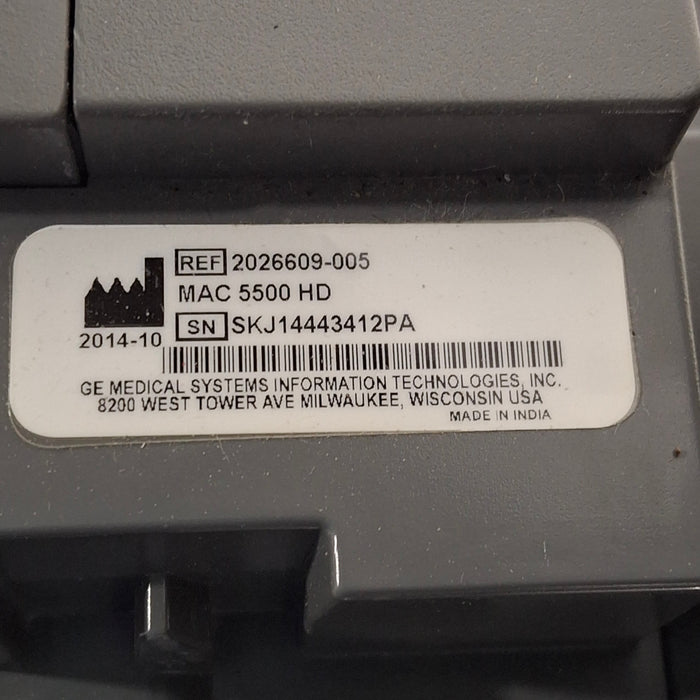 REF 2026609-005
MAC 5500 HD
SN SKJ14443412PA
2014-10
GE MEDICAL SYSTEMS INFORMATION TECHNOLOGIES, INC.
8200 WEST TOWER AVE MILWAUKEE, WISCONSIN USA
MADE IN INDIA